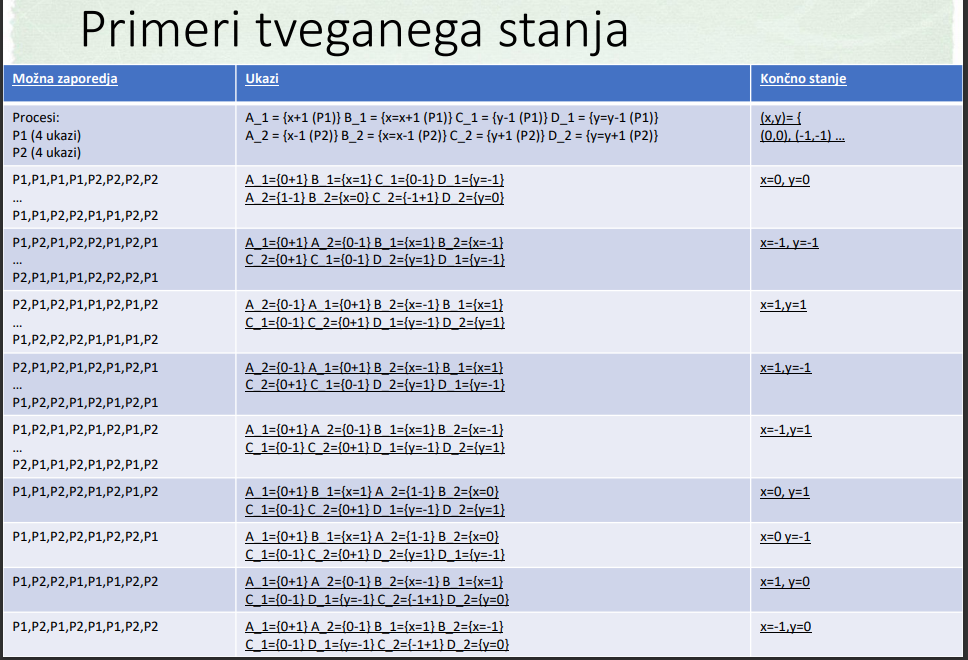 Primeri tveganega stanja
Možna zaporedja
Ukazi
Končno stanje
Procesi:
P1 (4 ukazi)
P2 (4 ukazi)
A_1 = {x+1 (P1)} B_1 = {x=x+1 (P1)} C_1 = {y-1 (P1)} D_1 = {y=y-1 (P1)}
A_2 = {x-1 (P2)} B_2 = {x=x-1 (P2)} C_2 = {y+1 (P2)} D_2 = {y=y+1 (P2)}
(x,y)= {
(0,0), (-1,-1) ...
P1,P1,P1,P1,P2,P2,P2,P2
...
P1,P1,P2,P2,P1,P1,P2,P2
A_1={0+1} B_1={x=1} C_1={0-1} D_1={y=-1}
A_2={1-1} B_2={x=0} C_2={-1+1} D_2={y=0}
x=0, y=0
P1,P2,P1,P2,P2,P1,P2,P1
...
P2,P1,P1,P1,P2,P2,P2,P1
A_1={0+1} A_2={0-1} B_1={x=1} B_2={x=-1}
C_2={0+1} C_1={0-1} D_2={y=1} D_1={y=-1}
x=-1, y=-1
P2,P1,P2,P1,P1,P2,P1,P2
...
P1,P2,P2,P2,P1,P1,P1,P2
A_2={0-1} A_1={0+1} B_2={x=-1} B_1={x=1}
C_1={0-1} C_2={0+1} D_1={y=-1} D_2={y=1}
x=1,y=1
P2,P1,P2,P1,P2,P1,P2,P1
...
P1,P2,P2,P1,P2,P1,P2,P1
A_2={0-1} A_1={0+1} B_2={x=-1} B_1={x=1}
C_2={0+1} C_1={0-1} D_2={y=1} D_1={y=-1}
x=1,y=-1
P1,P2,P1,P2,P1,P2,P1,P2
...
P2,P1,P1,P2,P1,P2,P1,P2
A_1={0+1} A_2={0-1} B_1={x=1} B_2={x=-1}
C_1={0-1} C_2={0+1} D_1={y=-1} D_2={y=1}
x=-1,y=1
P1,P1,P2,P2,P1,P2,P1,P2
A_1={0+1} B_1={x=1} A_2={1-1} B_2={x=0}
C_1={0-1} C_2={0+1} D_1={y=-1} D_2={y=1}
x=0, y=1
P1,P1,P2,P2,P1,P2,P2,P1
A_1={0+1} B_1={x=1} A_2={1-1} B_2={x=0}
C_1={0-1} C_2={0+1} D_2={y=1} D_1={y=-1}
x=0 y=-1
P1,P2,P2,P1,P1,P1,P2,P2
A_1={0+1} A_2={0-1} B_2={x=-1} B_1={x=1}
C_1={0-1} D_1={y=-1} C_2={-1+1} D_2={y=0}
x=1, y=0
P1,P2,P1,P2,P1,P1,P2,P2
A_1={0+1} A_2={0-1} B_1={x=1} B_2={x=-1}
C_1={0-1} D_1={y=-1} C_2={-1+1} D_2={y=0}
x=-1,y=0